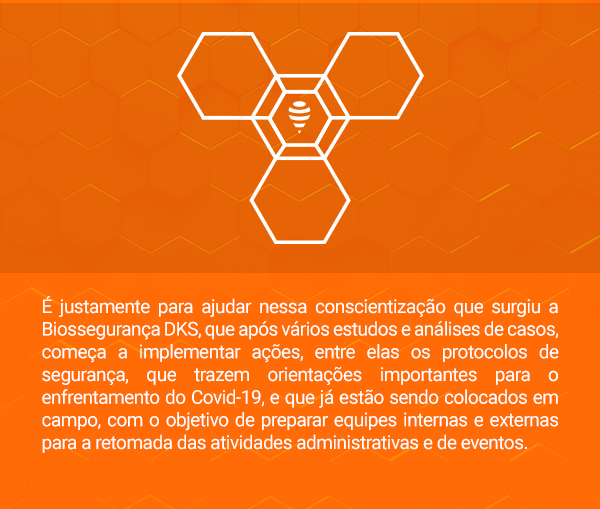 É justamente para ajudar nessa conscientização que surgiu a
Biossegurança DKS, que após vários estudos e análises de casos,
começa a implementar ações, entre elas os protocolos de
segurança, que trazem orientações importantes para o
enfrentamento do Covid-19, e que já estão sendo colocados em
campo, com o objetivo de preparar equipes internas e externas
para a retomada das atividades administrativas e de eventos.